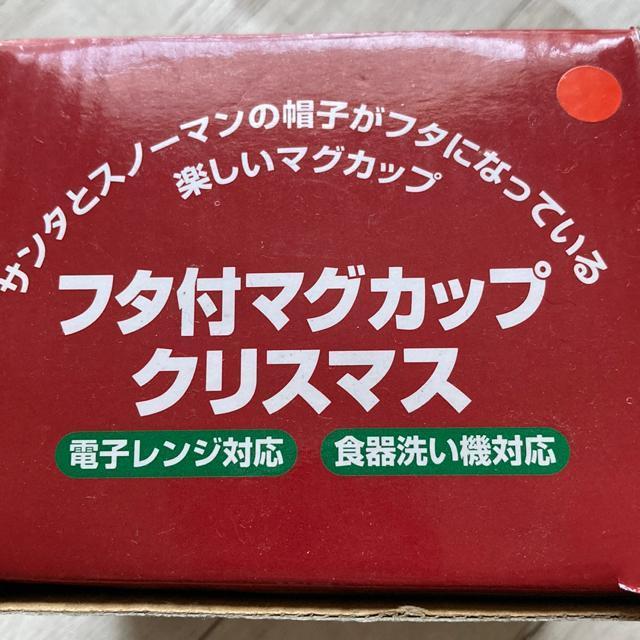 サンタとスノーマンの帽子がフタになっている
楽しいマグカップ
フタ付マグカップ
クリスマス
電子レンジ対応
食器洗い機対応